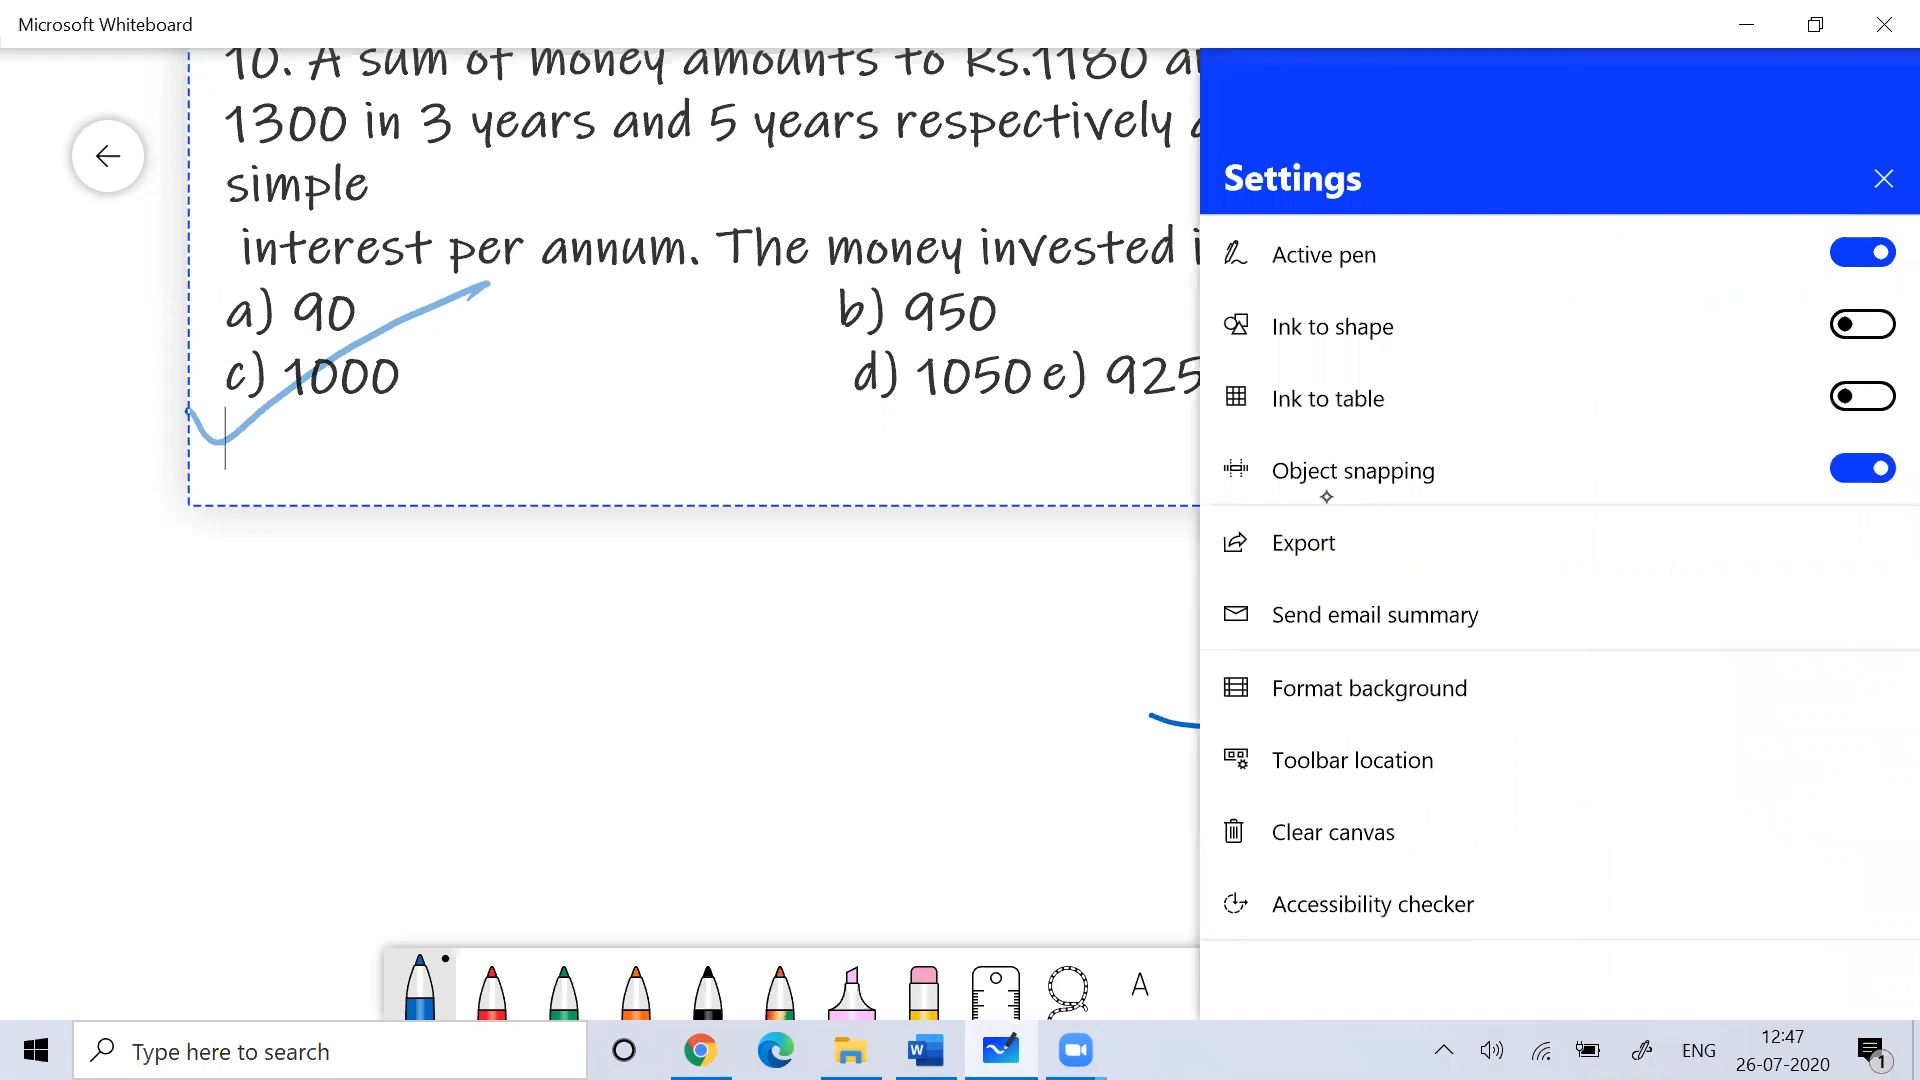 Microsoft Whiteboard
10. A sum of money amounts to Rs.1180
1300 in 3 years and 5 years respectively
simple
interest per annum. The money invested
a) 90 b) 950
c) 1000 d) 1050 e) 925
Settings
Active pen
Ink to shape
Ink to table
Object snapping
Export
Send email summary
Format background
Toolbar location
Clear canvas
Accessibility checker
A
Type here to search
ENG
12:47
26-07-2020
1